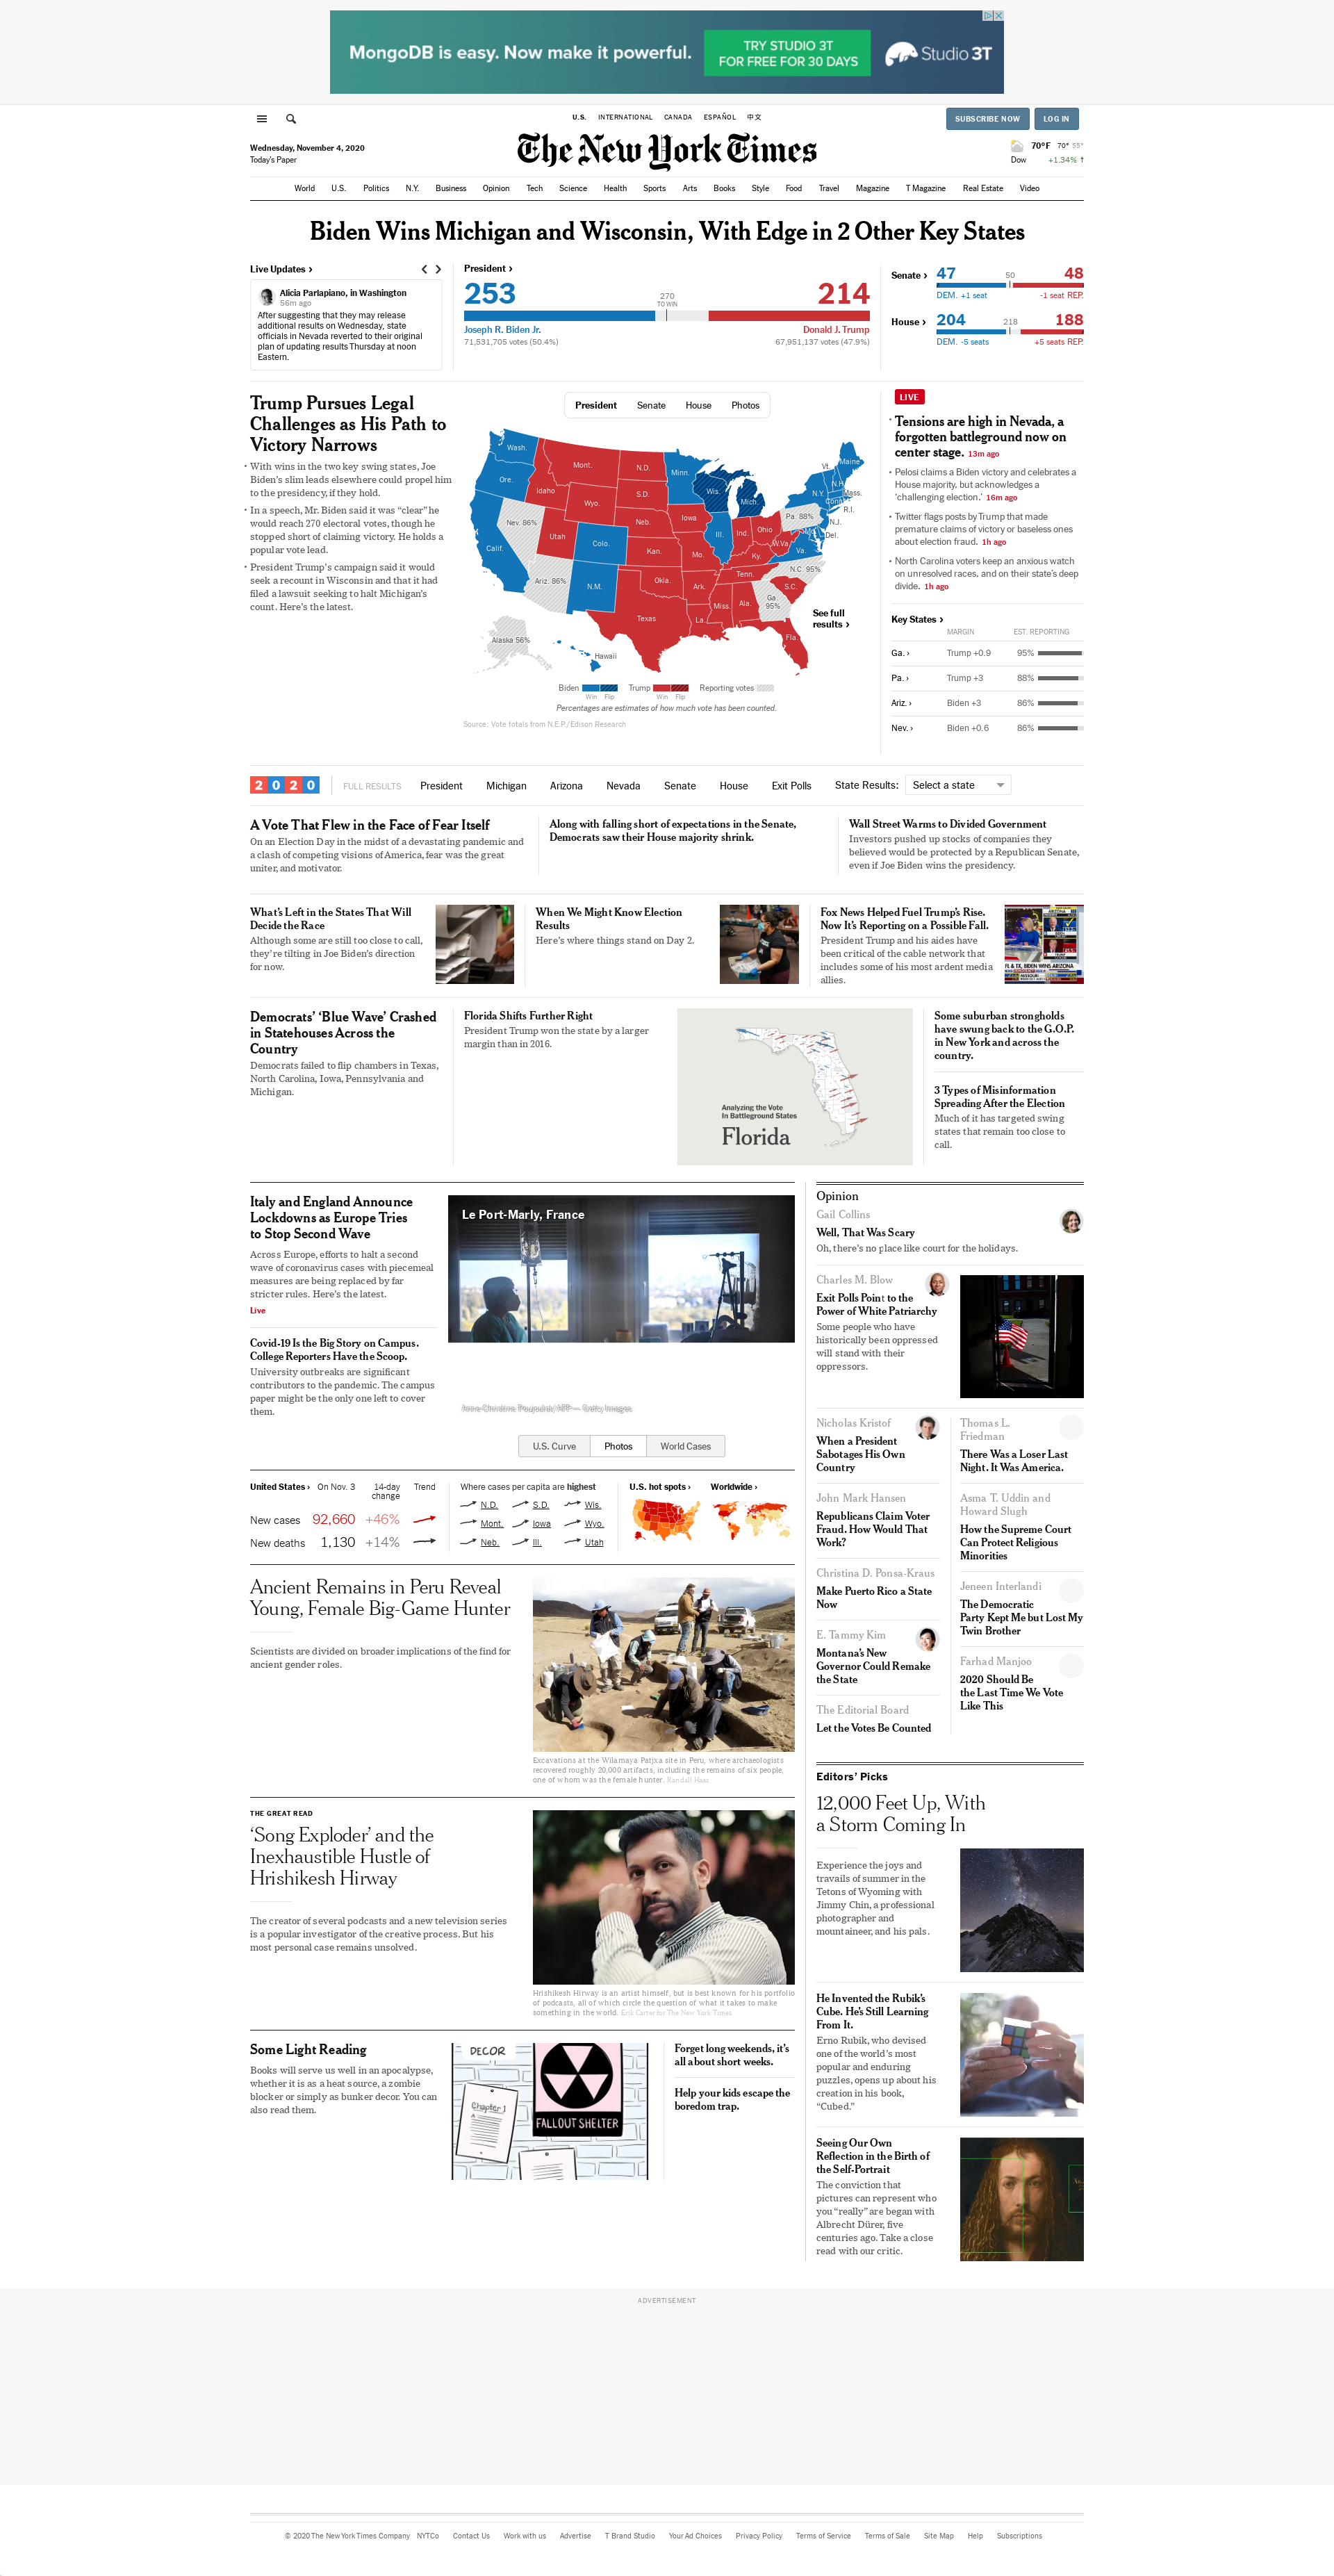 MongoDB is easy. Now make it powerful.
TRY STUDIO 3T
FOR FREE FOR 30 DAYS
Studio 3T
U.S. INTERNATIONAL CANADA ESPAÑOL 中文
SUBSCRIBE NOW LOG IN
Wednesday, November 4, 2020
Today's Paper
The New York Times
70°F 70° 55°
Dow +1.34% ↑
World U.S. Politics N.Y. Business Opinion Tech Science Health Sports Arts Books Style Food Travel Magazine T Magazine Real Estate Video
Biden Wins Michigan and Wisconsin, With Edge in 2 Other Key States
Live Updates ›
Alicia Parlapiano, in Washington
56m ago
After suggesting that they may release
additional results on Wednesday, state
officials in Nevada reverted to their original
plan of updating results Thursday at noon
Eastern.
President ›
253
270
TO WIN
214
Joseph R. Biden Jr.
Donald J. Trump
71,531,705 votes (50.4%)
67,951,137 votes (47.9%)
Senate › 47 50 48
DEM. +1 seat -1 seat REP.
House › 204 218 188
DEM. -5 seats +5 seats REP.
Trump Pursues Legal
Challenges as His Path to
Victory Narrows
• With wins in the two key swing states, Joe
Biden's slim leads elsewhere could propel him
to the presidency, if they hold.
• In a speech, Mr. Biden said it was “clear” he
would reach 270 electoral votes, though he
stopped short of claiming victory. He holds a
popular vote lead.
• President Trump's campaign said it would
seek a recount in Wisconsin and that it had
filed a lawsuit seeking to halt Michigan's
count. Here's the latest.
President Senate House Photos
Wash.
Ore.
Calif.
Nev. 86%
Idaho
Mont.
Wyo.
Utah
Colo.
Ariz. 86%
N.M.
N.D.
S.D.
Neb.
Kan.
Okla.
Texas
Minn.
Iowa
Mo.
Ark.
La.
Wis.
Ill.
Mich.
Ind.
Ohio
Ky.
Tenn.
Miss.
Ala.
Ga.
95%
Fla.
S.C.
N.C. 95%
Va.
W.Va.
Pa. 88%
N.Y.
Vt.
N.H.
Maine
Mass.
Conn.
R.I.
N.J.
Del.
Alaska 56%
Hawaii
See full
results ›
Biden Trump Reporting votes
Win Flip Win Flip
Percentages are estimates of how much vote has been counted.
Source: Vote totals from N.E.P./Edison Research
LIVE
• Tensions are high in Nevada, a
forgotten battleground now on
center stage. 13m ago
• Pelosi claims a Biden victory and celebrates a
House majority, but acknowledges a
‘challenging election.’ 16m ago
• Twitter flags posts by Trump that made
premature claims of victory or baseless ones
about election fraud. 1h ago
• North Carolina voters keep an anxious watch
on unresolved races, and on their state's deep
divide. 1h ago
Key States ›
MARGIN EST. REPORTING
Ga. › Trump +0.9 95%
Pa. › Trump +3 88%
Ariz. › Biden +3 86%
Nev. › Biden +0.6 86%
2020 FULL RESULTS President Michigan Arizona Nevada Senate House Exit Polls State Results: Select a state
A Vote That Flew in the Face of Fear Itself
On an Election Day in the midst of a devastating pandemic and
a clash of competing visions of America, fear was the great
uniter, and motivator.
Along with falling short of expectations in the Senate,
Democrats saw their House majority shrink.
Wall Street Warms to Divided Government
Investors pushed up stocks of companies they
believed would be protected by a Republican Senate,
even if Joe Biden wins the presidency.
What's Left in the States That Will
Decide the Race
Although some are still too close to call,
they're tilting in Joe Biden's direction
for now.
When We Might Know Election
Results
Here's where things stand on Day 2.
Fox News Helped Fuel Trump's Rise.
Now It's Reporting on a Possible Fall.
President Trump and his aides have
been critical of the cable network that
includes some of his most ardent media
allies.
FL & TX, BIDEN WINS ARIZONA
Democrats' ‘Blue Wave’ Crashed
in Statehouses Across the
Country
Democrats failed to flip chambers in Texas,
North Carolina, Iowa, Pennsylvania and
Michigan.
Florida Shifts Further Right
President Trump won the state by a larger
margin than in 2016.
Analyzing the Vote
In Battleground States
Florida
Some suburban strongholds
have swung back to the G.O.P.
in New York and across the
country.
3 Types of Misinformation
Spreading After the Election
Much of it has targeted swing
states that remain too close to
call.
Italy and England Announce
Lockdowns as Europe Tries
to Stop Second Wave
Across Europe, efforts to halt a second
wave of coronavirus cases with piecemeal
measures are being replaced by far
stricter rules. Here's the latest.
Live
Covid-19 Is the Big Story on Campus.
College Reporters Have the Scoop.
University outbreaks are significant
contributors to the pandemic. The campus
paper might be the only one left to cover
them.
Le Port-Marly, France
Anne-Christine Poujoulat/AFP — Getty Images
U.S. Curve Photos World Cases
United States › On Nov. 3 14-day
change Trend
New cases 92,660 +46%
New deaths 1,130 +14%
Where cases per capita are highest
N.D. S.D. Wis.
Mont. Iowa Wyo.
Neb. Ill. Utah
U.S. hot spots › Worldwide ›
Ancient Remains in Peru Reveal
Young, Female Big-Game Hunter
Scientists are divided on broader implications of the find for
ancient gender roles.
Excavations at the Wilamaya Patjxa site in Peru, where archaeologists
recovered roughly 20,000 artifacts, including the remains of six people,
one of whom was the female hunter. Randall Haas
THE GREAT READ
‘Song Exploder’ and the
Inexhaustible Hustle of
Hrishikesh Hirway
The creator of several podcasts and a new television series
is a popular investigator of the creative process. But his
most personal case remains unsolved.
Hrishikesh Hirway is an artist himself, but is best known for his portfolio
of podcasts, all of which circle the question of what it takes to make
something in the world. Erik Carter for The New York Times
Some Light Reading
Books will serve us well in an apocalypse,
whether it is as a heat source, a zombie
blocker or simply as bunker decor. You can
also read them.
DECOR
Chapter 1
FALLOUT SHELTER
Forget long weekends, it's
all about short weeks.
Help your kids escape the
boredom trap.
Opinion
Gail Collins
Well, That Was Scary
Oh, there's no place like court for the holidays.
Charles M. Blow
Exit Polls Point to the
Power of White Patriarchy
Some people who have
historically been oppressed
will stand with their
oppressors.
Nicholas Kristof
When a President
Sabotages His Own
Country
John Mark Hansen
Republicans Claim Voter
Fraud. How Would That
Work?
Christina D. Ponsa-Kraus
Make Puerto Rico a State
Now
E. Tammy Kim
Montana's New
Governor Could Remake
the State
The Editorial Board
Let the Votes Be Counted
Thomas L.
Friedman
There Was a Loser Last
Night. It Was America.
Asma T. Uddin and
Howard Slugh
How the Supreme Court
Can Protect Religious
Minorities
Jeneen Interlandi
The Democratic
Party Kept Me but Lost My
Twin Brother
Farhad Manjoo
2020 Should Be
the Last Time We Vote
Like This
Editors' Picks
12,000 Feet Up, With
a Storm Coming In
Experience the joys and
travails of summer in the
Tetons of Wyoming with
Jimmy Chin, a professional
photographer and
mountaineer, and his pals.
He Invented the Rubik's
Cube. He's Still Learning
From It.
Erno Rubik, who devised
one of the world's most
popular and enduring
puzzles, opens up about his
creation in his book,
“Cubed.”
Seeing Our Own
Reflection in the Birth of
the Self-Portrait
The conviction that
pictures can represent who
you “really” are began with
Albrecht Dürer, five
centuries ago. Take a close
read with our critic.
ADVERTISEMENT
© 2020 The New York Times Company NYTCo Contact Us Work with us Advertise T Brand Studio Your Ad Choices Privacy Policy Terms of Service Terms of Sale Site Map Help Subscriptions